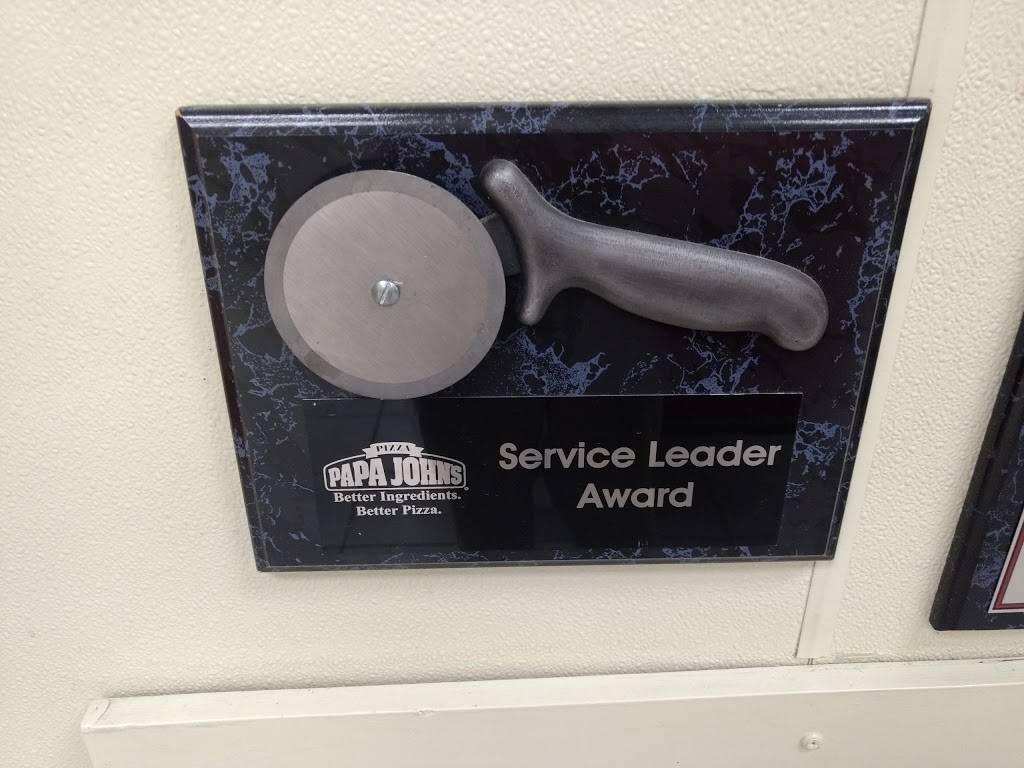 PIZZA
PAPA JOHNS
Better Ingredients.
Better Pizza.
Service Leader
Award